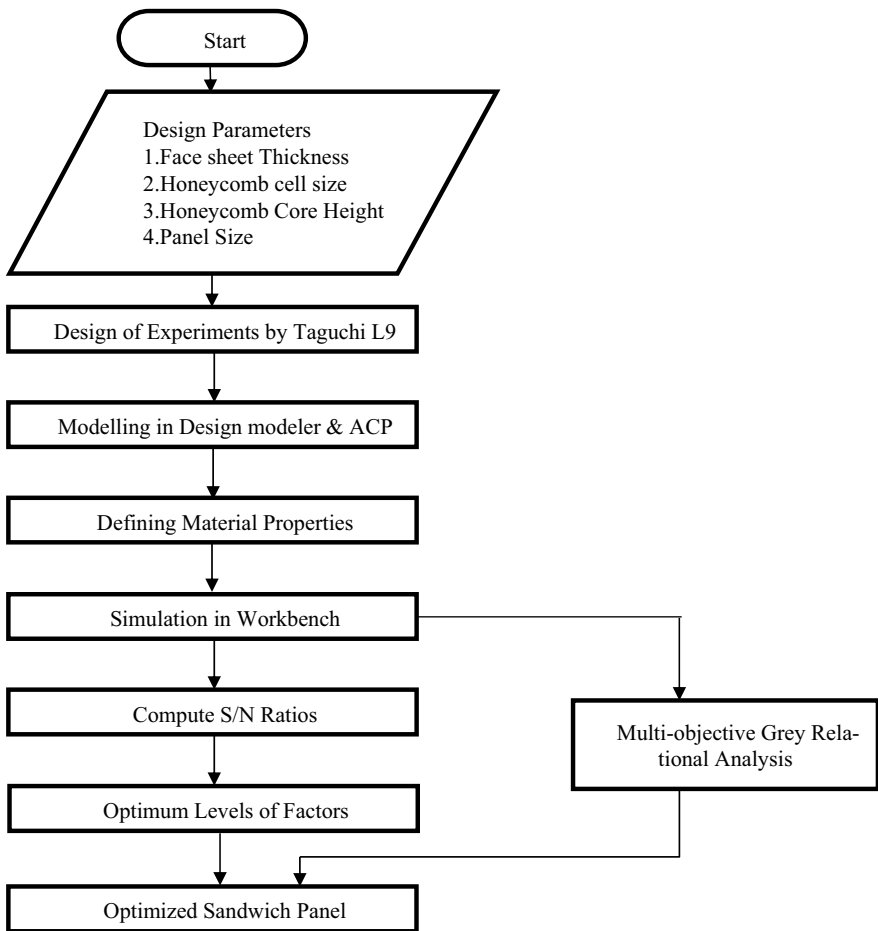 Start
Design Parameters
1.Face sheet Thickness
2.Honeycomb cell size
3.Honeycomb Core Height
4.Panel Size
Design of Experiments by Taguchi L9
Modelling in Design modeler & ACP
Defining Material Properties
Simulation in Workbench
Compute S/N Ratios
Multi-objective Grey Rela-
tional Analysis
Optimum Levels of Factors
Optimized Sandwich Panel